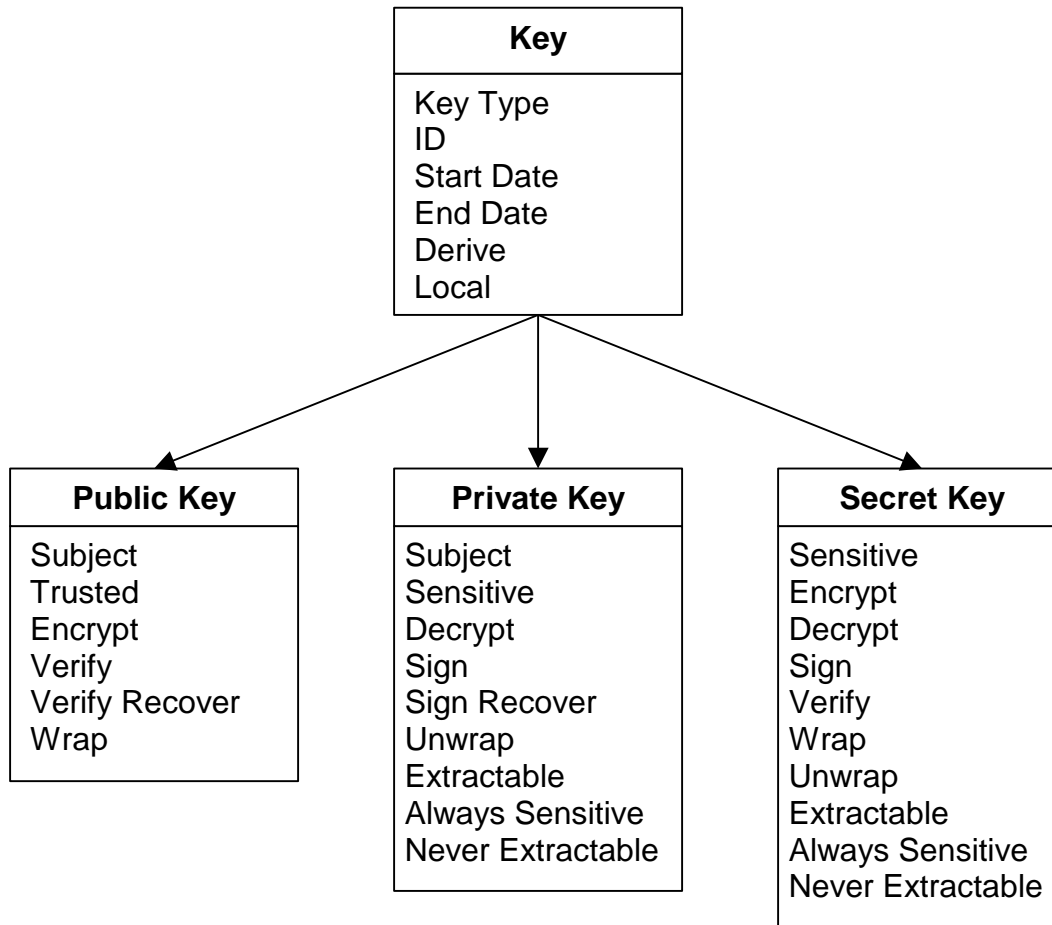 Key
Key Type
ID
Start Date
End Date
Derive
Local
Public Key
Subject
Trusted
Encrypt
Verify
Verify Recover
Wrap
Private Key
Subject
Sensitive
Decrypt
Sign
Sign Recover
Unwrap
Extractable
Always Sensitive
Never Extractable
Secret Key
Sensitive
Encrypt
Decrypt
Sign
Verify
Wrap
Unwrap
Extractable
Always Sensitive
Never Extractable